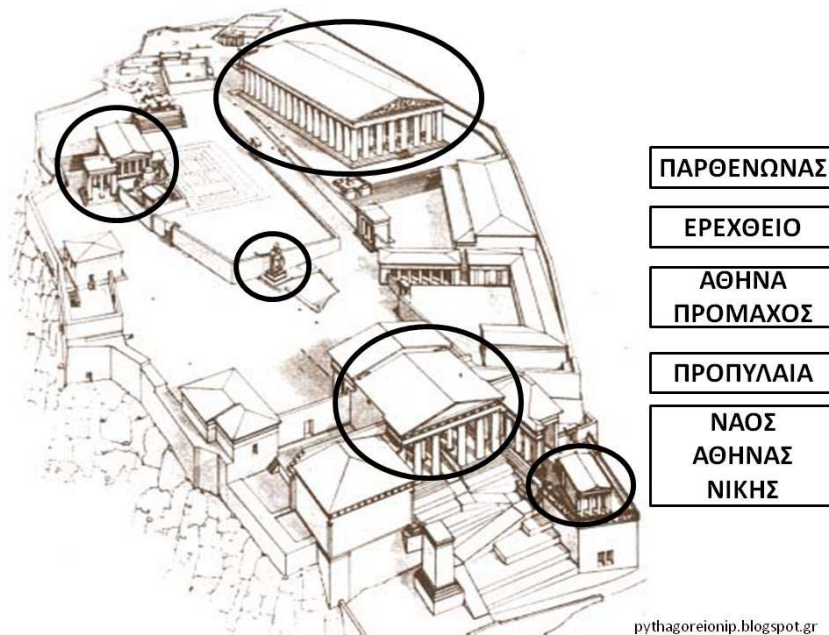 ΠΑΡΘΕΝΩΝΑΣ
ΕΡΕΧΘΕΙΟ
ΑΘΗΝΑ
ΠΡΟΜΑΧΟΣ
ΠΡΟΠΥΛΑΙΑ
ΝΑΟΣ
ΑΘΗΝΑΣ
ΝΙΚΗΣ
pythagoreionip.blogspot.gr